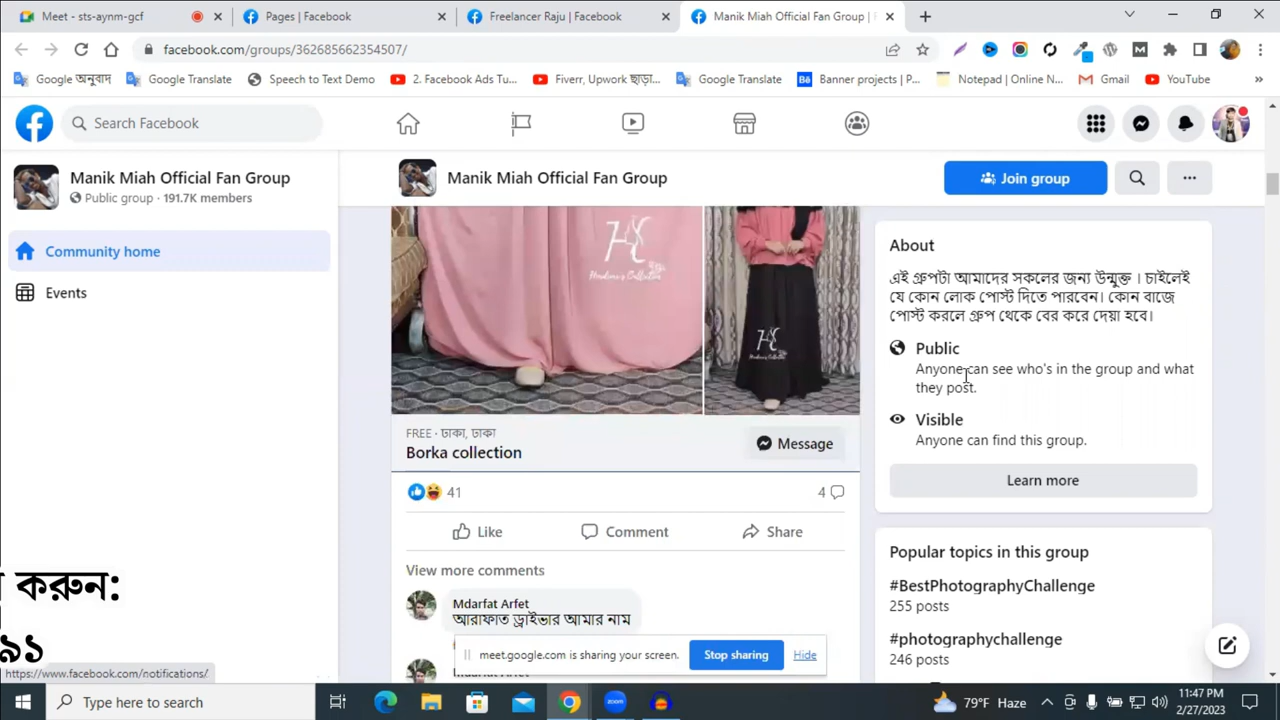 Meet - sts-aynm-gcf
Pages | Facebook
Freelancer Raju | Facebook
Manik Miah Official Fan Group |
facebook.com/groups/362685662354507/
Google অনুবাদ
Google Translate
Speech to Text Demo
2. Facebook Ads Tu...
Fiverr, Upwork ছাড়া...
Google Translate
Banner projects | P...
Notepad | Online N...
Gmail
YouTube
Search Facebook
Manik Miah Official Fan Group
Public group · 191.7K members
Community home
Events
Manik Miah Official Fan Group
Join group
FREE · ঢাকা, ঢাকা
Borka collection
Message
41
4
Like
Comment
Share
View more comments
Mdarfat Arfet
আরাফাত ড্রাইভার আমার নাম
About
এই গ্রুপটা আমাদের সকলের জন্য উন্মুক্ত । চাইলেই
যে কোন লোক পোস্ট দিতে পারবেন। কোন বাজে
পোস্ট করলে গ্রুপ থেকে বের করে দেয়া হবে।
Public
Anyone can see who's in the group and what
they post.
Visible
Anyone can find this group.
Learn more
Popular topics in this group
#BestPhotographyChallenge
255 posts
#photographychallenge
246 posts
করুন:
৯১
meet.google.com is sharing your screen.
Stop sharing
Hide
https://www.facebook.com/notifications/
Type here to search
79°F Haze
11:47 PM
2/27/2023